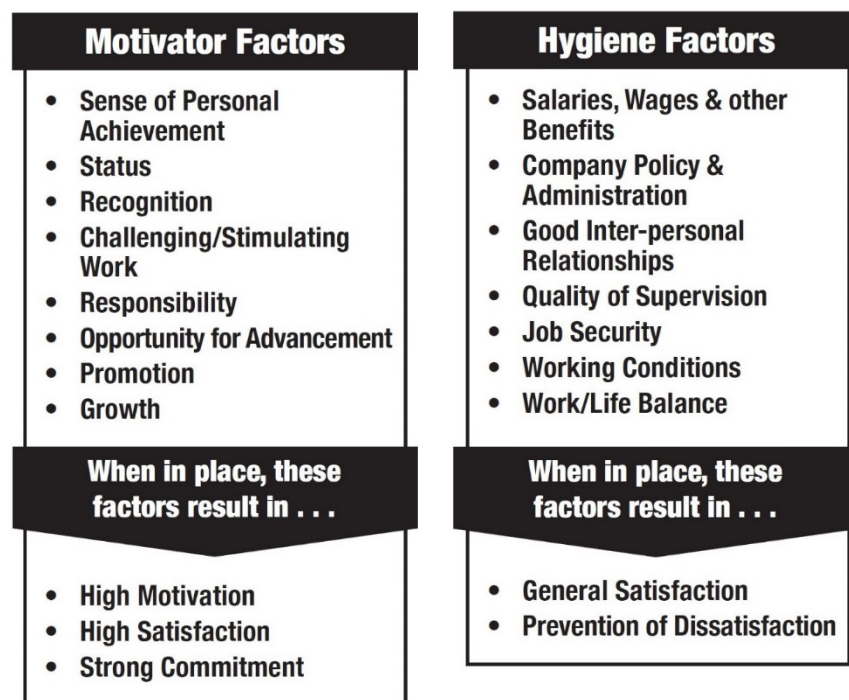 Motivator Factors
• Sense of Personal
Achievement
• Status
• Recognition
• Challenging/Stimulating
Work
• Responsibility
• Opportunity for Advancement
• Promotion
• Growth
When in place, these
factors result in . . .
• High Motivation
• High Satisfaction
• Strong Commitment
Hygiene Factors
• Salaries, Wages & other
Benefits
• Company Policy &
Administration
• Good Inter-personal
Relationships
• Quality of Supervision
• Job Security
• Working Conditions
• Work/Life Balance
When in place, these
factors result in . . .
• General Satisfaction
• Prevention of Dissatisfaction